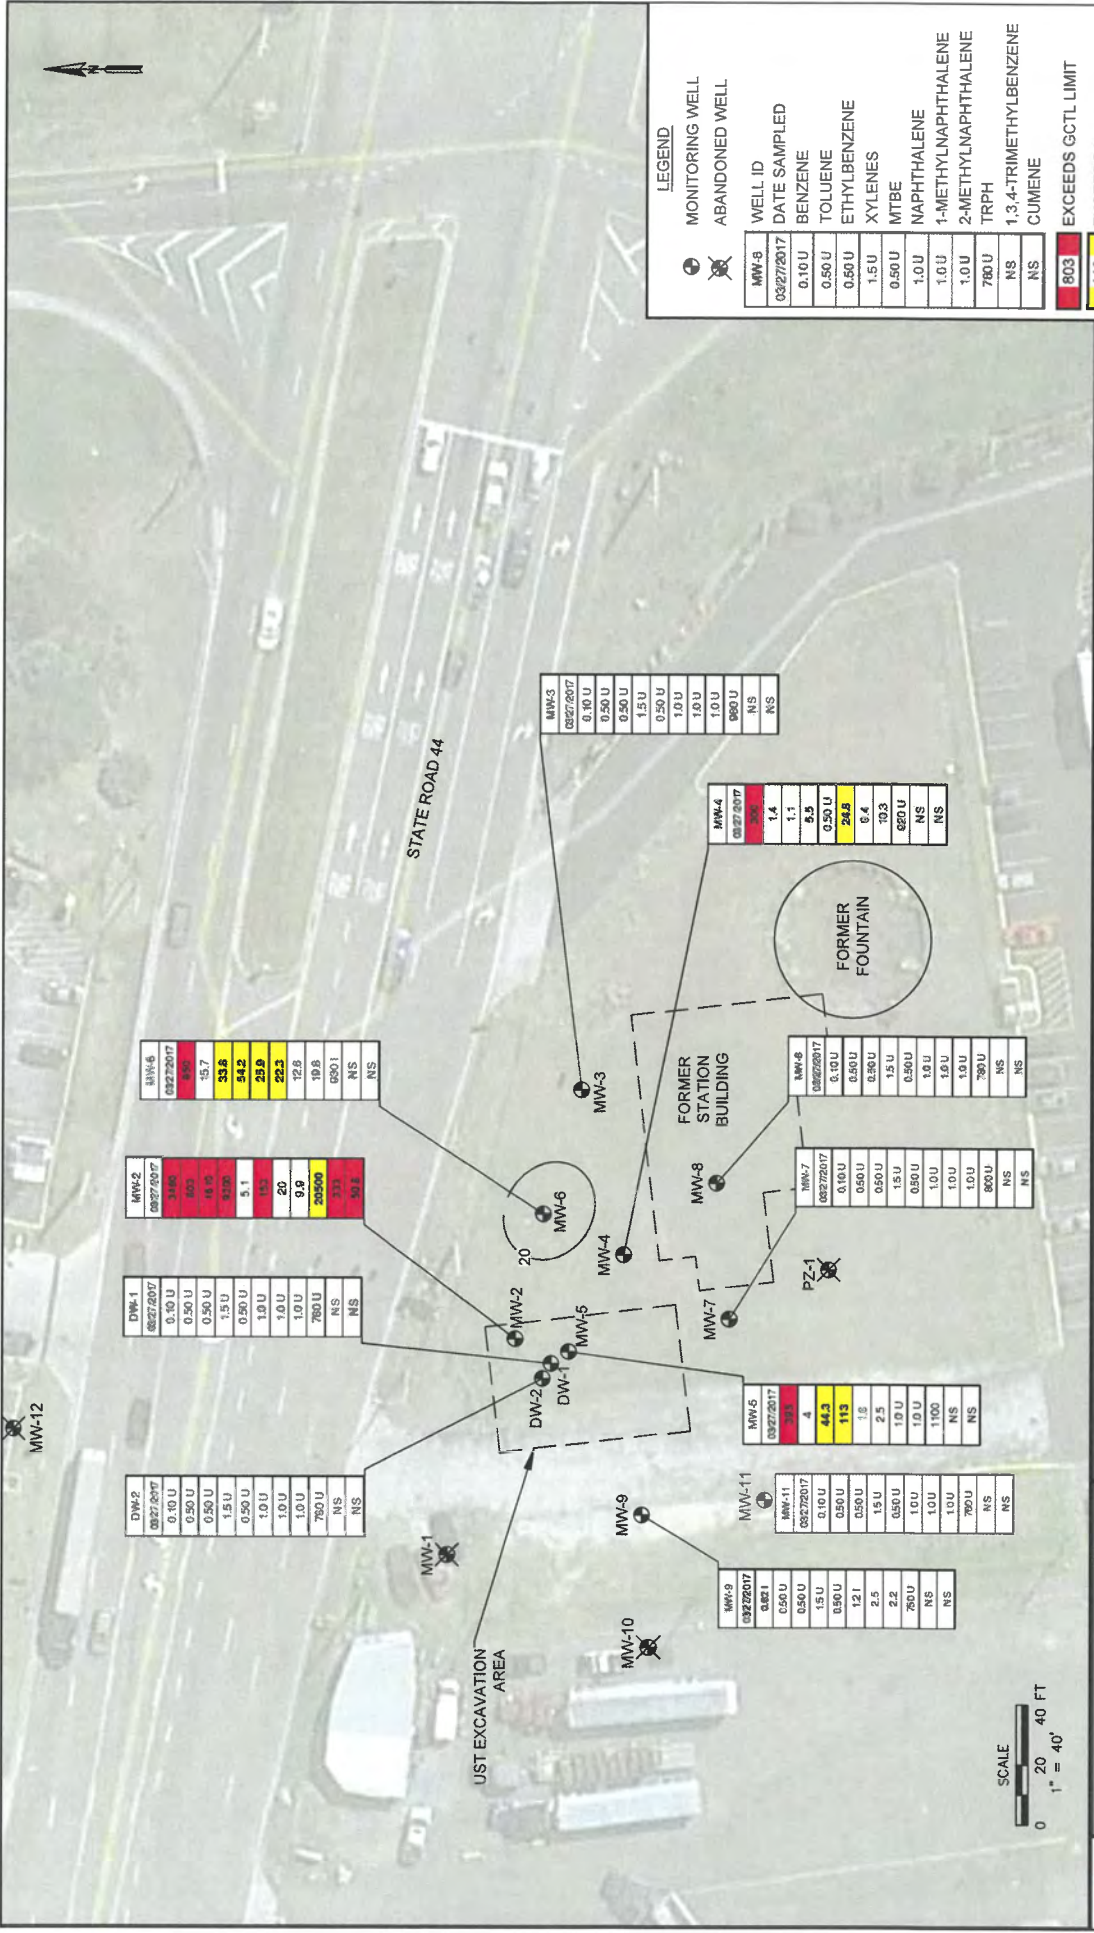 LEGEND
MONITORING WELL
ABANDONED WELL
MW-8 WELL ID
03/27/2017 DATE SAMPLED
0.10 U BENZENE
0.50 U TOLUENE
0.50 U ETHYLBENZENE
1.5 U XYLENES
0.50 U MTBE
1.0 U NAPHTHALENE
1.0 U 1-METHYLNAPHTHALENE
1.0 U 2-METHYLNAPHTHALENE
780 U TRPH
NS 1,3,4-TRIMETHYLBENZENE
NS CUMENE
803 EXCEEDS GCTL LIMIT
MW-12
DW-2
03/27/2017
0.10 U
0.50 U
0.50 U
1.5 U
0.50 U
1.0 U
1.0 U
1.0 U
780 U
NS
NS
DW-1
03/27/2017
0.10 U
0.50 U
0.50 U
1.5 U
0.50 U
1.0 U
1.0 U
1.0 U
780 U
NS
NS
MW-2
03/27/2017
5.1
20
9.9
20500
MW-6
03/27/2017
15.7
33.8
54.2
25.9
22.3
12.6
19.8
930 I
NS
NS
STATE ROAD 44
MW-3
03/27/2017
0.10 U
0.50 U
0.50 U
1.5 U
0.50 U
1.0 U
1.0 U
1.0 U
980 U
NS
NS
MW-4
03/27/2017
1.4
1.1
5.5
0.50 U
24.8
10.3
NS
NS
MW-1
UST EXCAVATION
AREA
DW-2
DW-1
MW-2
MW-5
20
MW-6
MW-3
MW-4
FORMER
STATION
BUILDING
FORMER
FOUNTAIN
MW-8
MW-7
PZ-1
MW-9
MW-10
MW-11
MW-5
03/27/2017
393
4
44.3
113
2.5
1.0 U
1.0 U
1100
NS
NS
MW-8
03/27/2017
0.10 U
0.50 U
0.50 U
1.5 U
0.50 U
1.0 U
1.0 U
1.0 U
780 U
NS
NS
MW-7
03/27/2017
0.10 U
0.50 U
0.50 U
1.5 U
0.50 U
1.0 U
1.0 U
1.0 U
800 U
NS
NS
MW-11
03/27/2017
0.10 U
0.50 U
0.50 U
1.5 U
0.50 U
1.0 U
1.0 U
1.0 U
760 U
NS
NS
MW-9
03/27/2017
0.50 U
0.50 U
1.5 U
0.50 U
1.2 I
2.5
2.2
750 U
NS
NS
SCALE
0 20 40 FT
1" = 40'